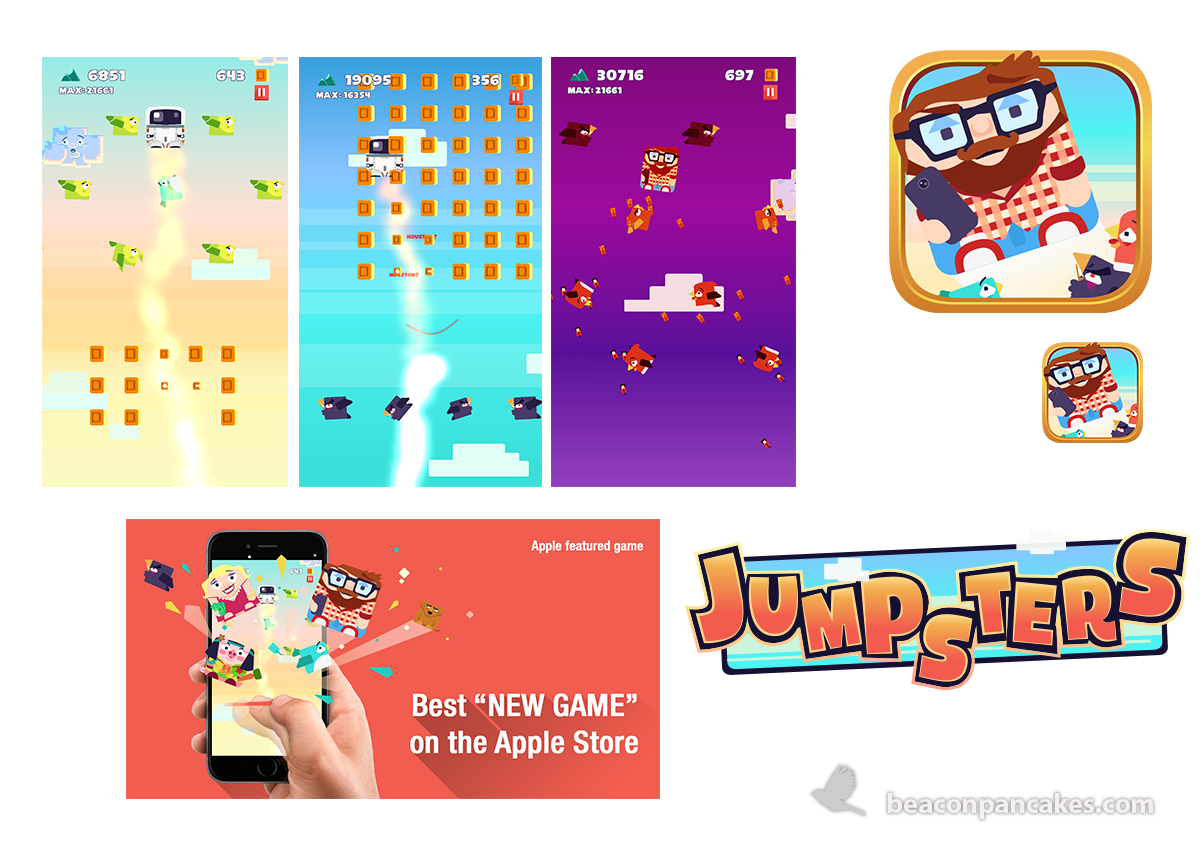 6851
643
MAX: 21661
19095
356
MAX: 16354
HOUSTON?
HOUSTON?
30716
697
MAX: 21661
Apple featured game
643
Best “NEW GAME”
on the Apple Store
JUMPSTERS
beaconpancakes.com